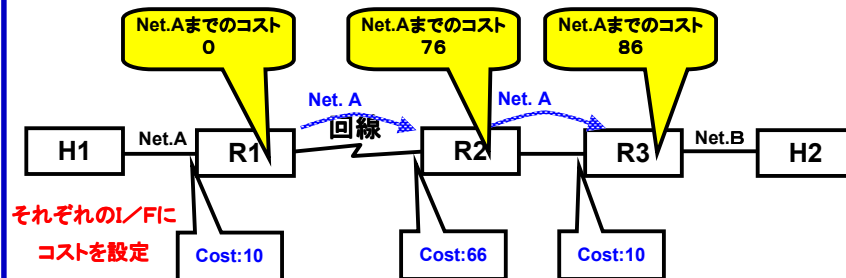 Net.Aまでのコスト
０
Net.Aまでのコスト
76
Net.Aまでのコスト
86
Net. A
Net. A
Net.A
回線
Net.B
H1
R1
R2
R3
H2
それぞれのI／Fに
コストを設定
Cost:10
Cost:66
Cost:10